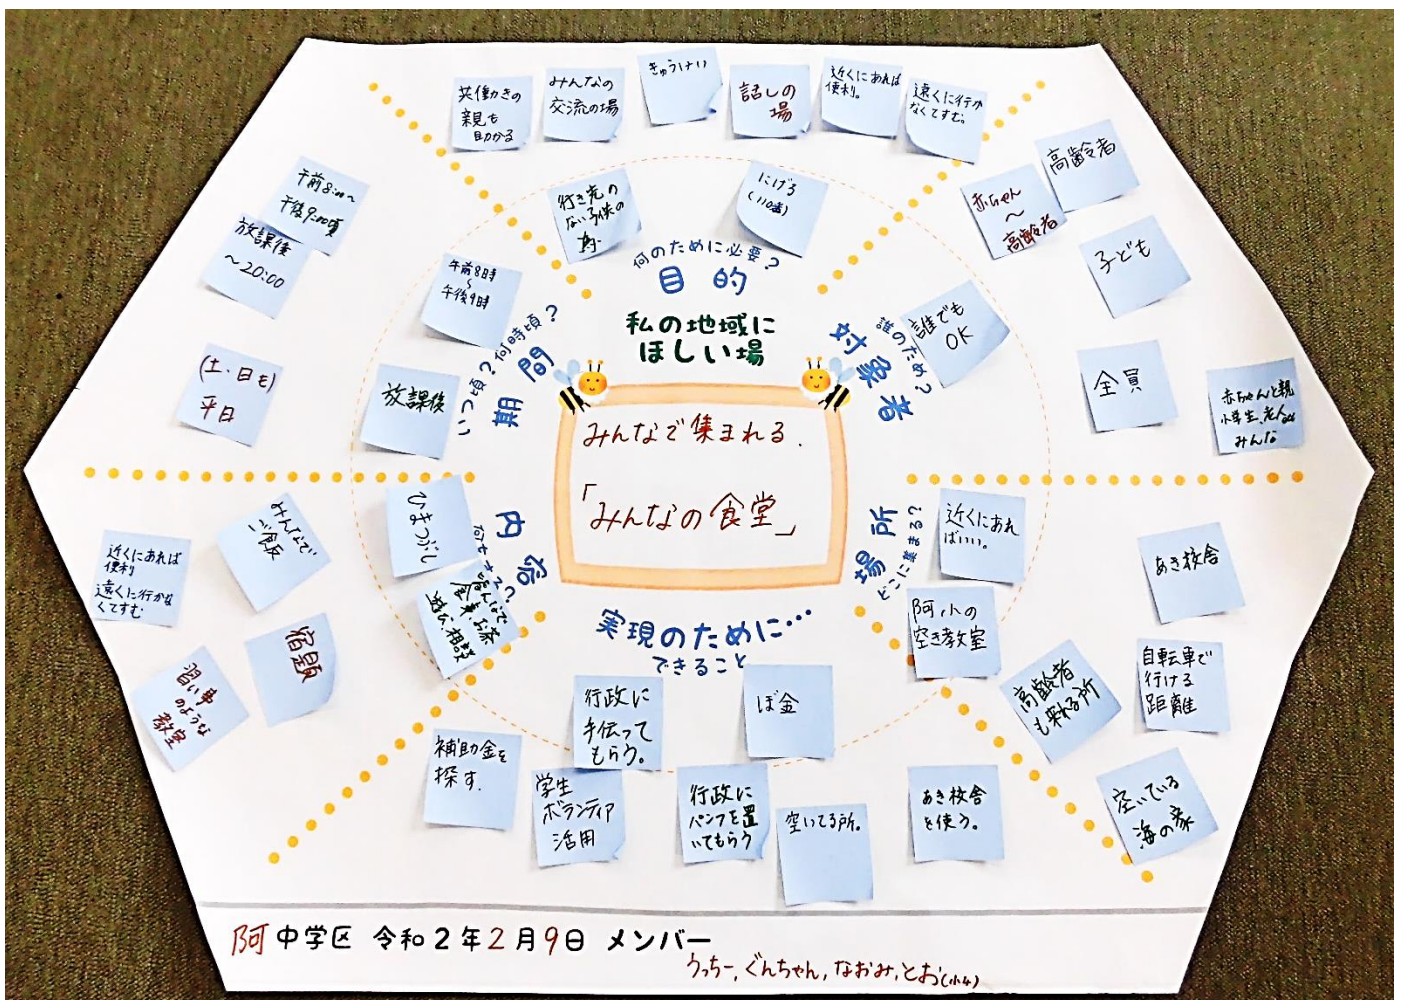 共働きの
親も
助かる
みんなの
交流の場
きゅうけい
話しの
場
近くにあれば
便利。
遠くに行か
なくてすむ。
行き先の
ない子供の
為
にげる
(110番)
何のために必要?
目的
私の地域に
ほしい場
みんなで集まれる.
「みんなの食堂」
誰のため?
対象者
誰でも
OK
高齢者
赤ちゃん
~
高齢者
子ども
全員
赤ちゃんと親
小学生、老人
みんな
場所
どこに集まる?
近くにあれ
ばいい。
阿小の
空き教室
あき校舎
自転車で
行ける
距離
高齢者
も来れる所
空いている
海の家
実現のために…
できること
行政に
手伝って
もらう。
ぼ金
補助金を
探す.
学生
ボランティア
活用
行政に
パンフを置
いてもらう
空いてる所。
あき校舎
を使う。
内容
何をする?
ひまつぶし
皆んなで
食事、お茶
遊ぶ、相談
みんなで
ご飯
近くにあれば
便利
遠くに行かな
くてすむ
宿題
習い事
のような
教室
いつ頃?何時頃?
期間
午前8時
~
午後9時
放課後
午前8:00~
午後9:00頃
放課後
~20:00
(土・日も)
平日
阿中学区 令和2年2月9日 メンバー
うっちー, ぐんちゃん, なおみ, とお(小4)